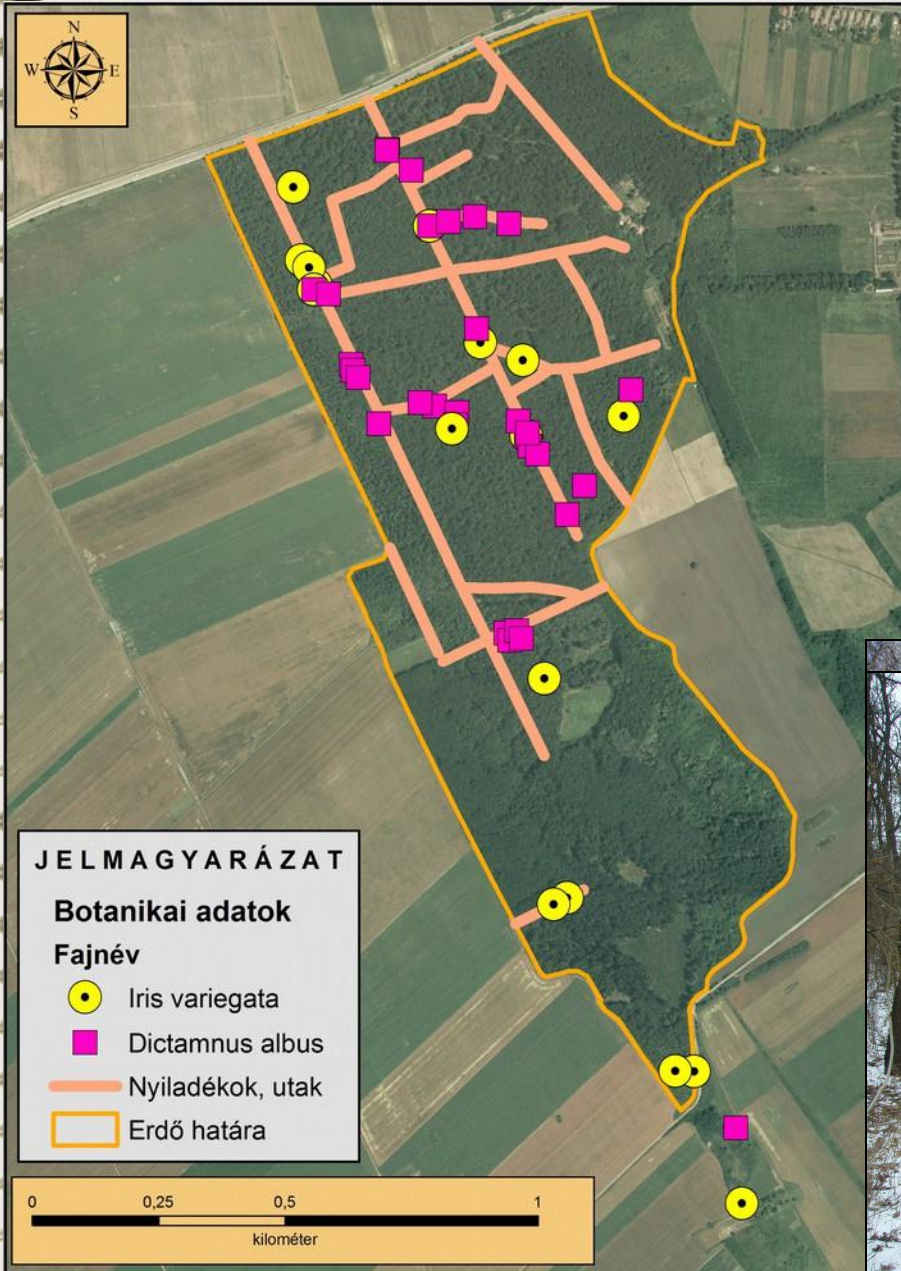 N
W E
S
JELMAGYARÁZAT
Botanikai adatok
Fajnév
Iris variegata
Dictamnus albus
Nyiladékok, utak
Erdő határa
0 0,25 0,5 1
kilométer